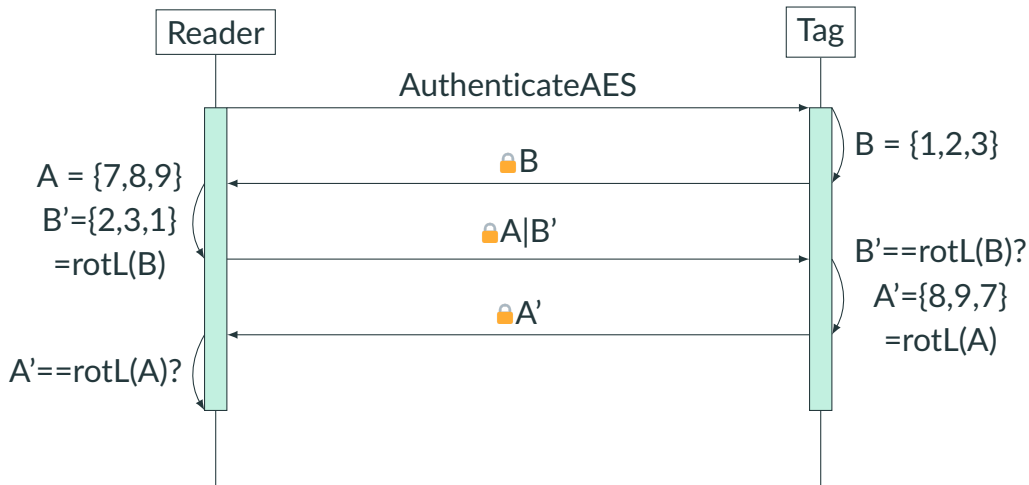 Reader
Tag
AuthenticateAES
B = {1,2,3}
🔒B
A = {7,8,9}
B’={2,3,1}
=rotL(B)
🔒A|B’
B’==rotL(B)?
A’={8,9,7}
=rotL(A)
🔒A’
A’==rotL(A)?